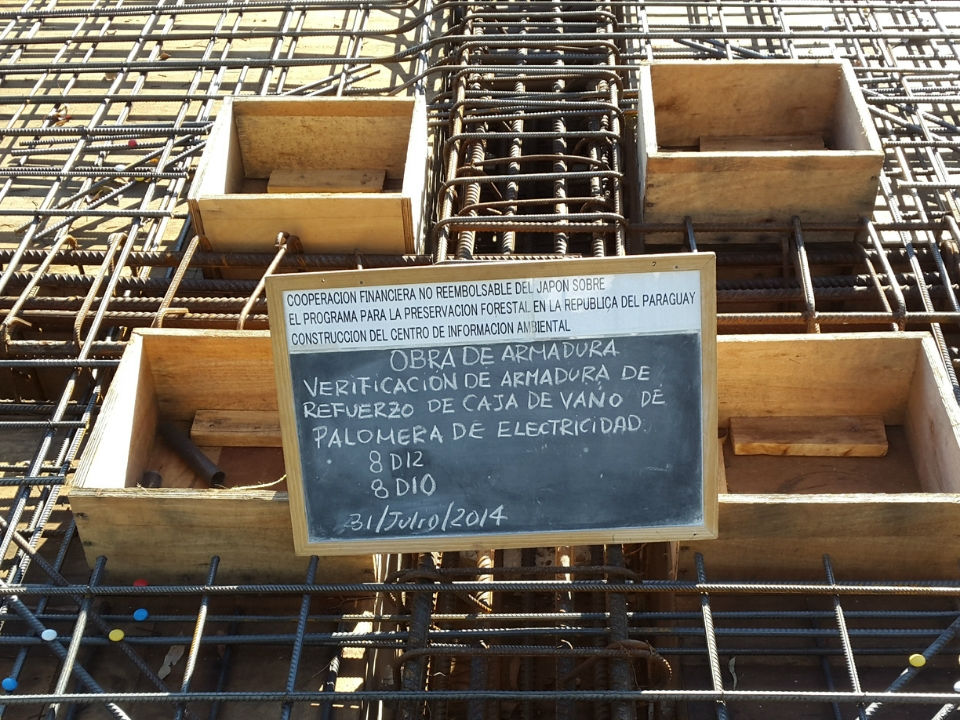 COOPERACION FINANCIERA NO REEMBOLSABLE DEL JAPON SOBRE
EL PROGRAMA PARA LA PRESERVACION FORESTAL EN LA REPUBLICA DEL PARAGUAY
CONSTRUCCION DEL CENTRO DE INFORMACION AMBIENTAL
OBRA DE ARMADURA
VERIFICACIÓN DE ARMADURA DE
REFUERZO DE CAJA DE VANO DE
PALOMERA DE ELECTRICIDAD.
8 D12
8 D10
31/Julio/2014